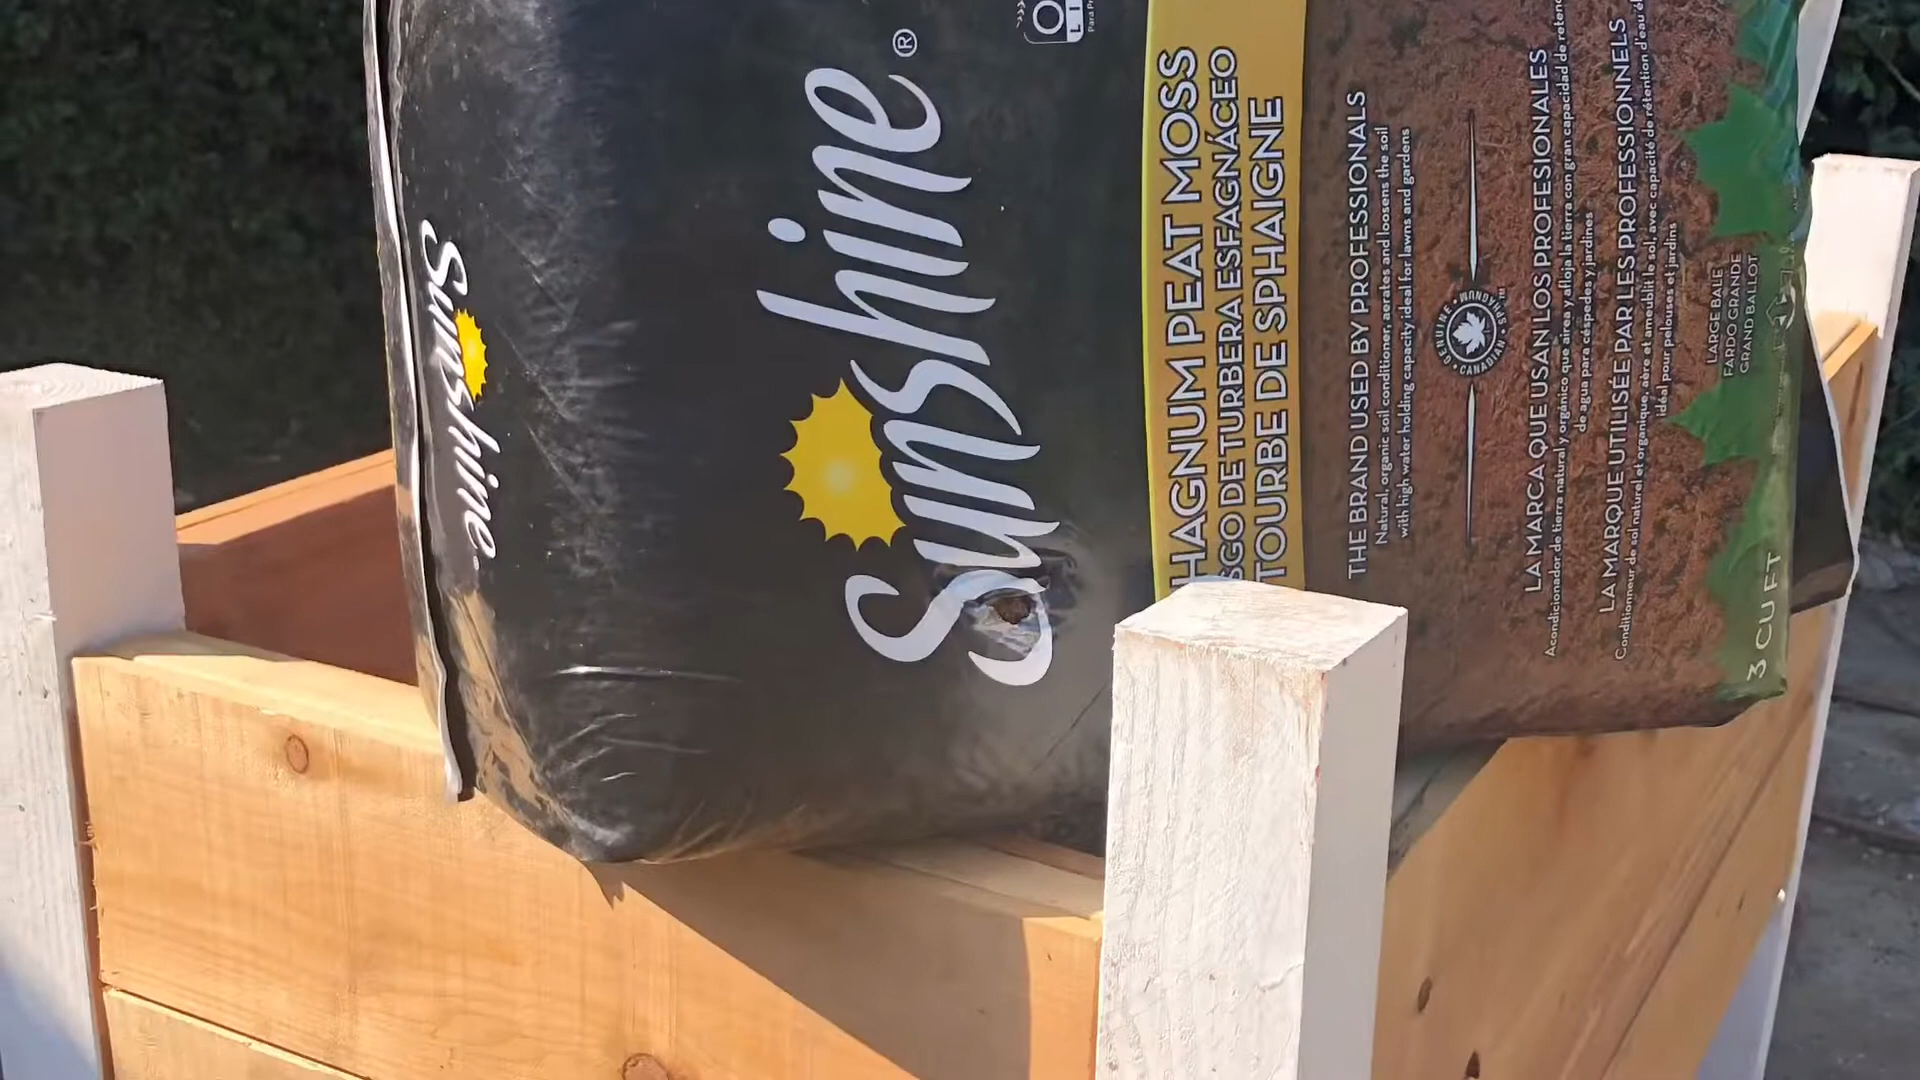 Sunshine
Sunshine®
HAGNUM PEAT MOSS
SGO DE TURBERA ESFAGNÁCEO
TOURBE DE SPHAIGNE
THE BRAND USED BY PROFESSIONALS
Natural, organic soil conditioner, aerates and loosens the soil
with high water holding capacity ideal for lawns and gardens
GENUINE • CANADIAN SPHAGNUM™
LA MARCA QUE USAN LOS PROFESIONALES
Acondicionador de tierra natural y orgánico que airea y afloja la tierra con gran capacidad de
de agua para céspedes y jardines
LA MARQUE UTILISÉE PAR LES PROFESSIONNELS
Conditionneur de sol naturel et organique, aère et ameublit le sol, avec capacité de rétention d'eau
idéal pour pelouses et jardins
LARGE BALE
FARDO GRANDE
GRAND BALLOT
3 CU FT